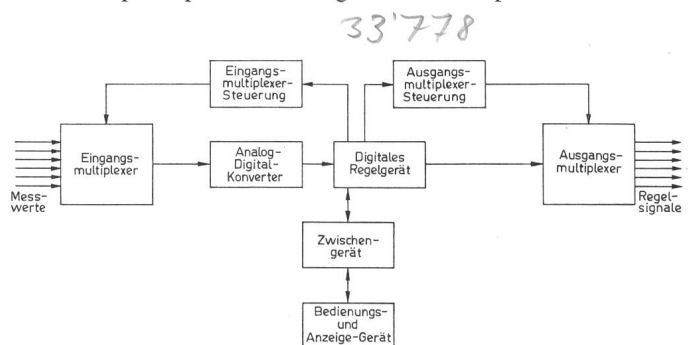 33'778
Eingangs-
multiplexer-
Steuerung
Ausgangs-
multiplexer-
Steuerung
Eingangs-
multiplexer
Analog-
Digital-
Konverter
Digitales
Regelgerät
Ausgangs-
multiplexer
Mess-
werte
Regel-
signale
Zwischen-
gerät
Bedienungs-
und
Anzeige-Gerät